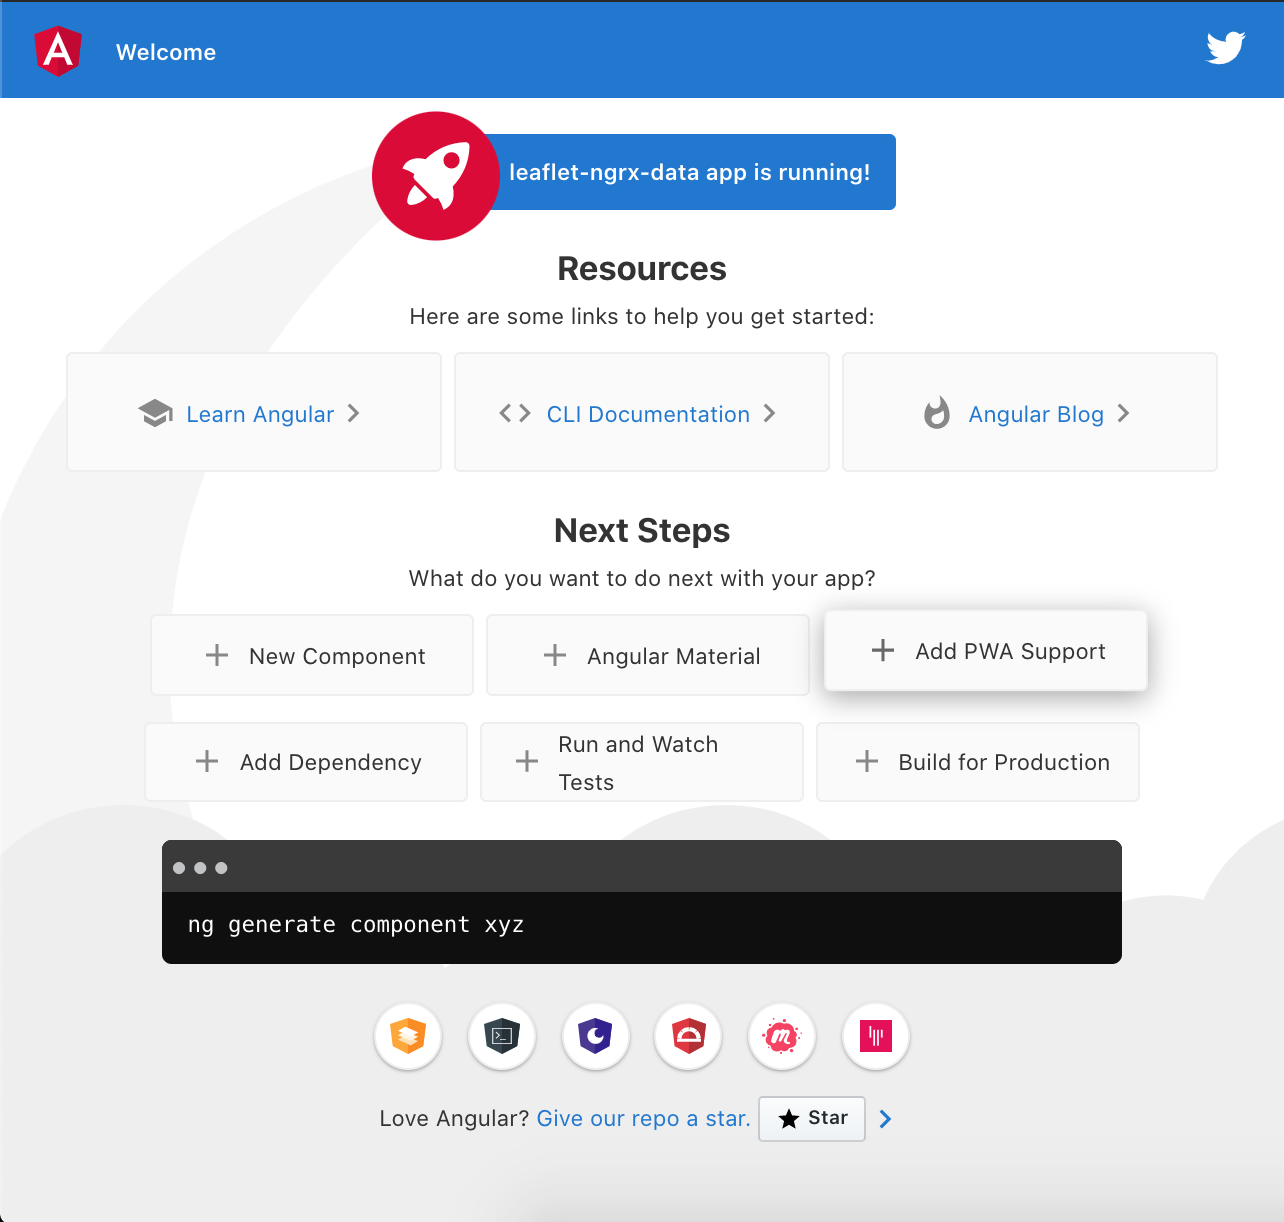 Welcome
leaflet-ngrx-data app is running!
Resources
Here are some links to help you get started:
Learn Angular
CLI Documentation
Angular Blog
Next Steps
What do you want to do next with your app?
New Component
Angular Material
Add PWA Support
Add Dependency
Run and Watch
Tests
Build for Production
ng generate component xyz
Love Angular? Give our repo a star.
Star